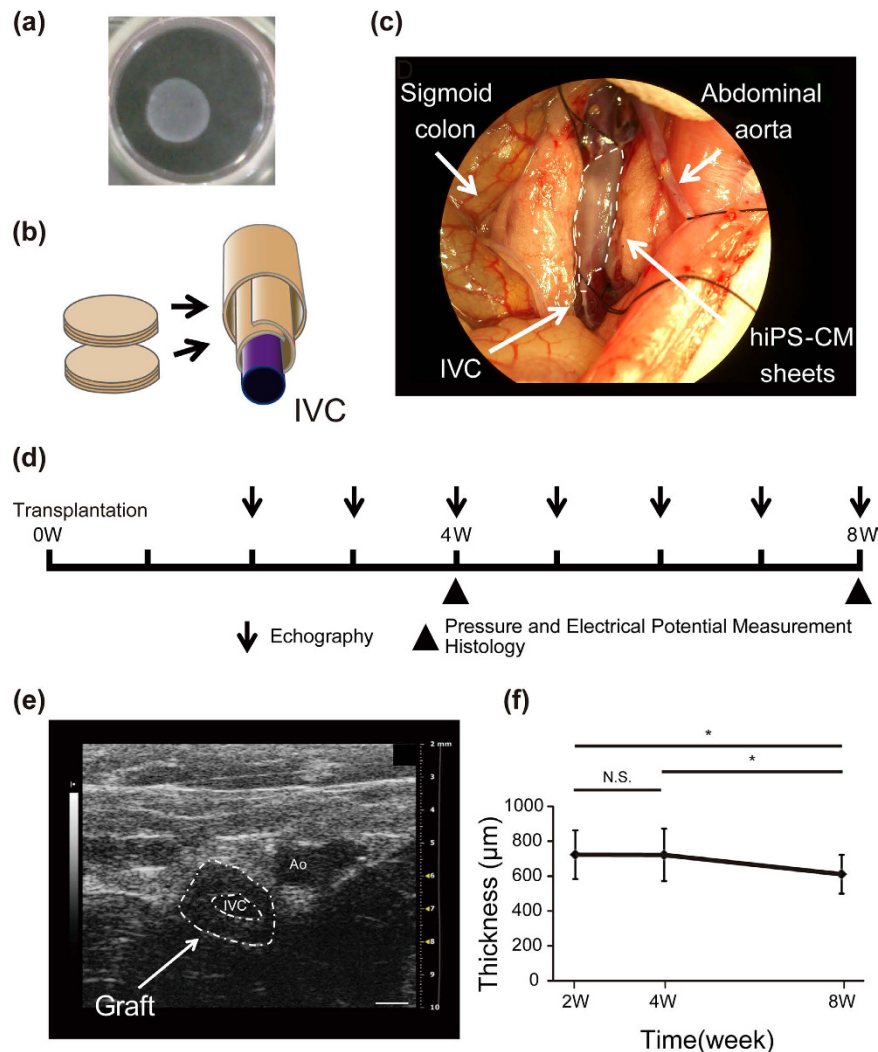 (a)
(b)
IVC
(c)
D
Sigmoid
colon
Abdominal
aorta
IVC
hiPS-CM
sheets
(d)
Transplantation
0W
4W
8W
Echography
Pressure and Electrical Potential Measurement
Histology
(e)
2 mm
3
4
5
6
7
8
9
10
Ao
IVC
Graft
(f)
*
*
N.S.
1000
800
600
400
200
0
Thickness (μm)
2W
4W
8W
Time(week)